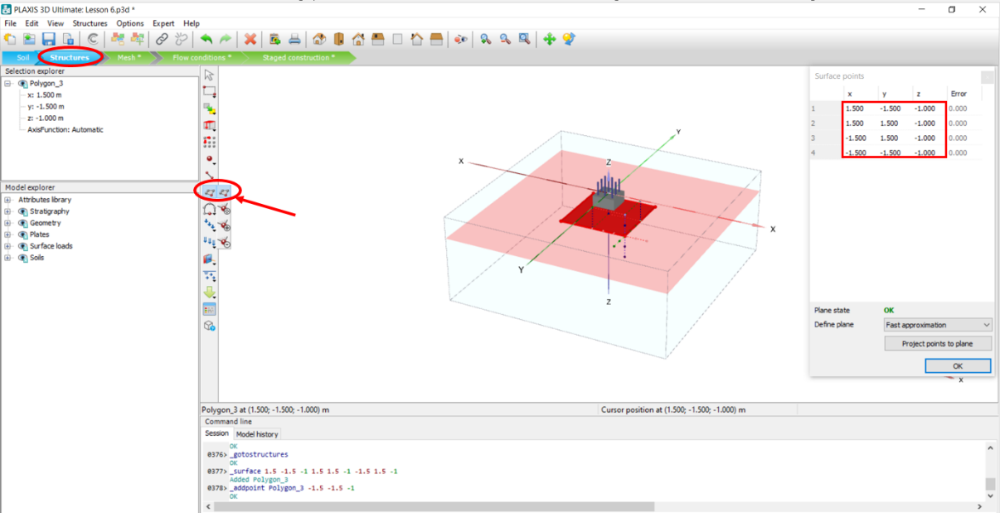 PLAXIS 3D Ultimate: Lesson 6.p3d *
File Edit View Structures Options Expert Help
Soil Structures Mesh * Flow conditions * Staged construction *
Selection explorer
Polygon_3
x: 1.500 m
y: -1.500 m
z: -1.000 m
AxisFunction: Automatic
Model explorer
Attributes library
Stratigraphy
Geometry
Plates
Surface loads
Soils
Y
X
Z
X
Y
Z
X
Surface points
x y z Error
1 1.500 -1.500 -1.000 0.000
2 1.500 1.500 -1.000 0.000
3 -1.500 1.500 -1.000 0.000
4 -1.500 -1.500 -1.000 0.000
Plane state OK
Define plane Fast approximation
Project points to plane
OK
Polygon_3 at (1.500; -1.500; -1.000) m
Cursor position at (1.500; -1.500; -1.000) m
Command line
Session Model history
OK
0376> _gotostructures
OK
0377> _surface 1.5 -1.5 -1 1.5 1.5 -1 -1.5 1.5 -1
Added Polygon_3
0378> _addpoint Polygon_3 -1.5 -1.5 -1
OK